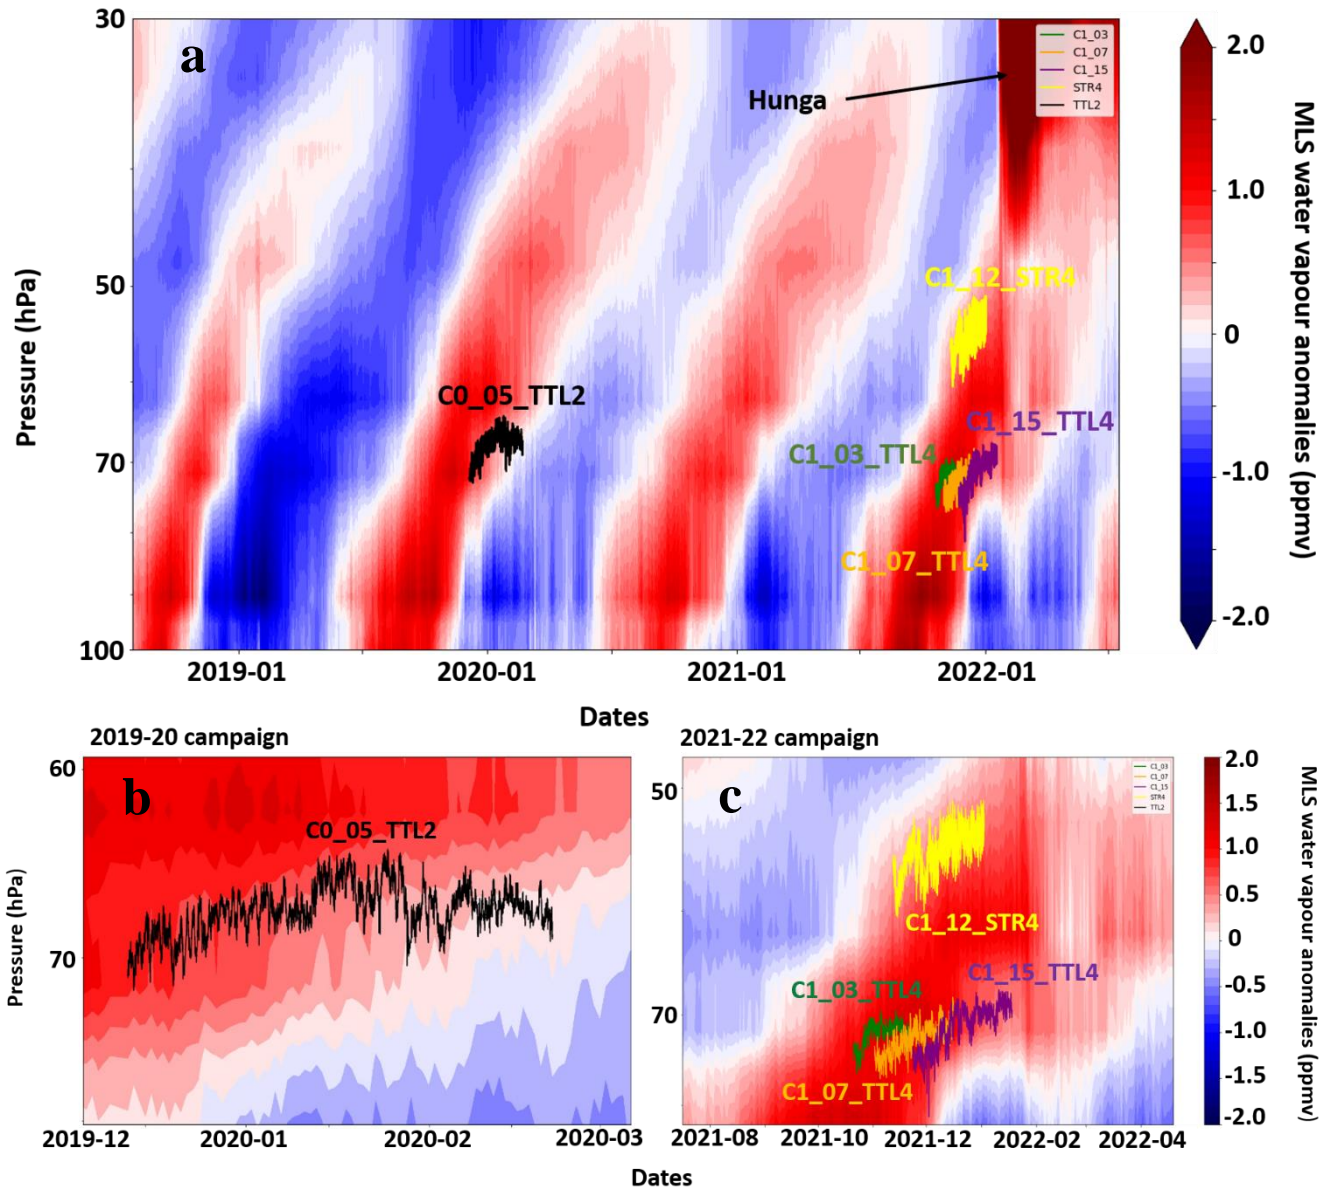 a
30
50
70
100
Pressure (hPa)
Hunga
C1_03
C1_07
C1_15
STR4
TTL2
C1_12_STR4
C0_05_TTL2
C1_15_TTL4
C1_03_TTL4
C1_07_TTL4
2019-01
2020-01
2021-01
2022-01
Dates
2.0
1.0
0
-1.0
-2.0
MLS water vapour anomalies (ppmv)
2019-20 campaign
b
60
70
Pressure (hPa)
C0_05_TTL2
2019-12
2020-01
2020-02
2020-03
2021-22 campaign
c
50
70
C1_03
C1_07
C1_15
STR4
TTL2
C1_12_STR4
C1_15_TTL4
C1_03_TTL4
C1_07_TTL4
2021-08
2021-10
2021-12
2022-02
2022-04
Dates
2.0
1.5
1.0
0.5
0
-0.5
-1.0
-1.5
-2.0
MLS water vapour anomalies (ppmv)